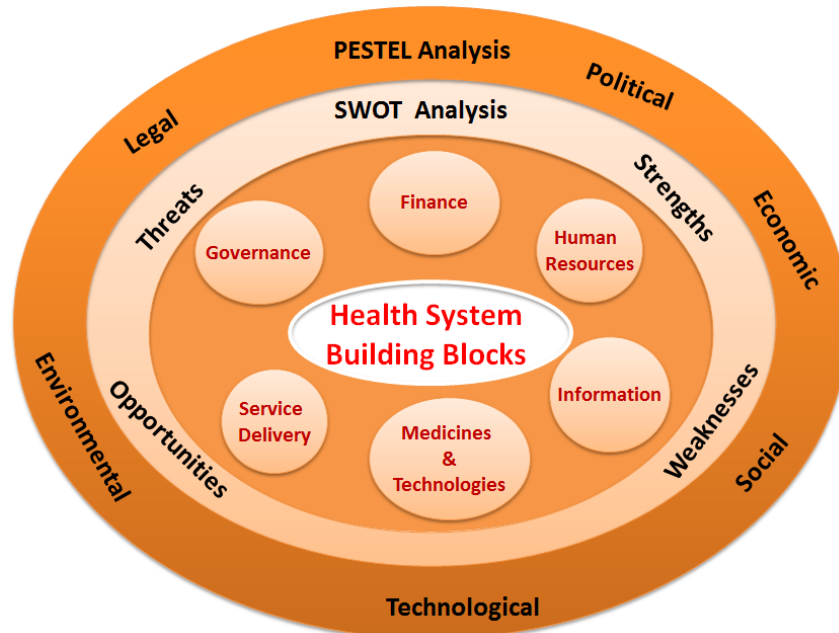 PESTEL Analysis
Political
Economic
Social
Technological
Environmental
Legal
SWOT Analysis
Strengths
Weaknesses
Opportunities
Threats
Finance
Human
Resources
Information
Medicines
&
Technologies
Service
Delivery
Governance
Health System
Building Blocks